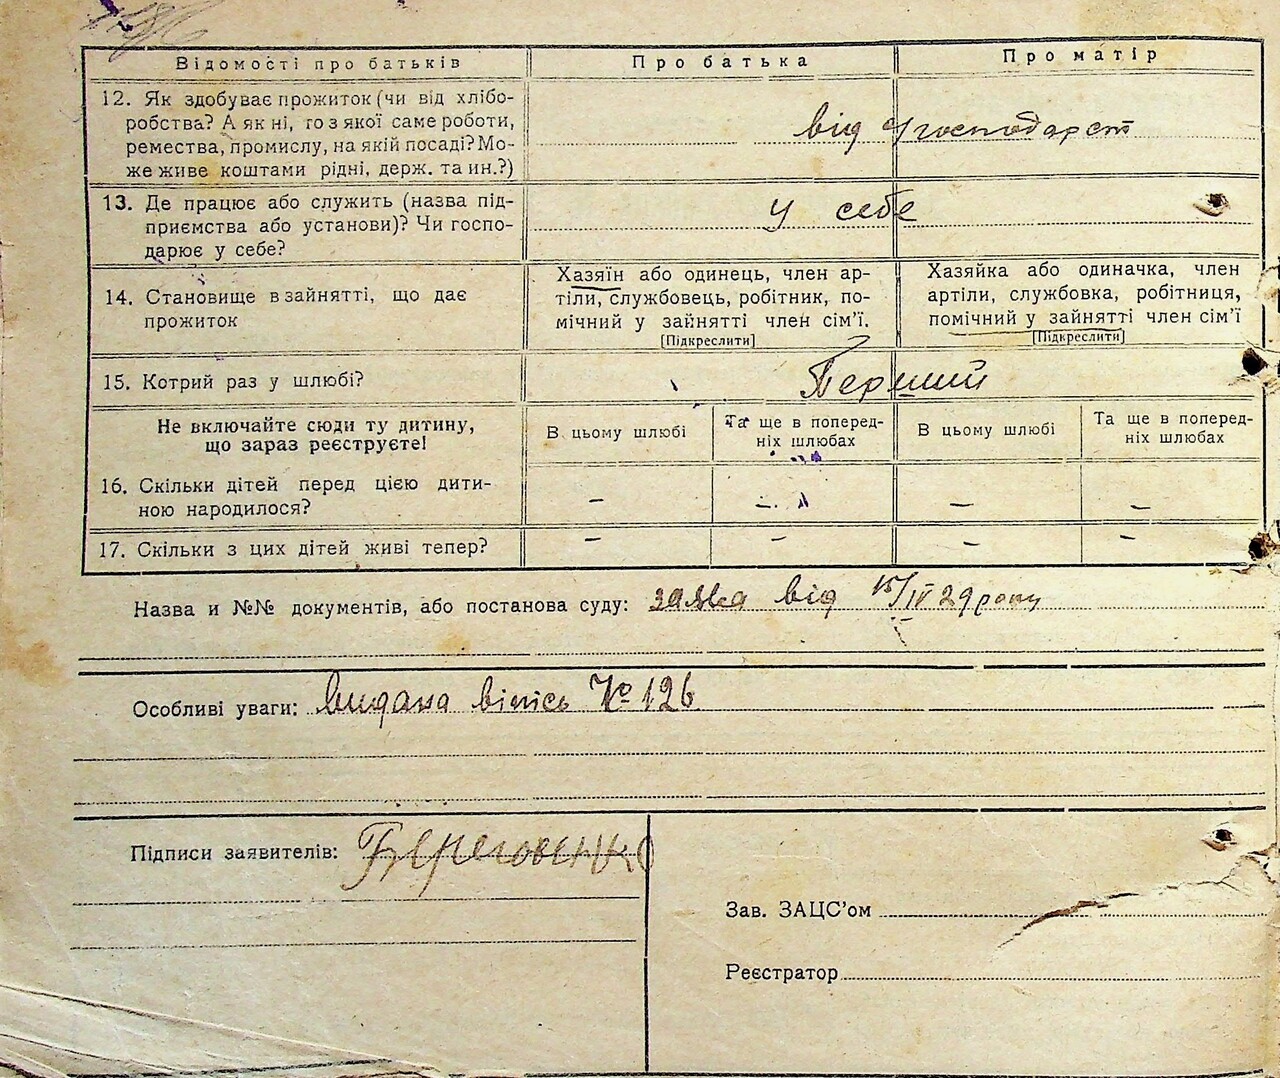 Відомості про батьків
Про батька
Про матір
12. Як здобуває прожиток (чи від хлібо-
робства? А як ні, то з якої саме роботи,
ремества, промислу, на якій посаді? Мо-
же живе коштами рідні, держ. та ин.?)
від господарст
13. Де працює або служить (назва під-
приємства або установи)? Чи госпо-
дарює у себе?
у себе
14. Становище в зайнятті, що дає
прожиток
Хазяїн або одинець, член ар-
тіли, службовець, робітник, по-
мічний у зайнятті член сім'ї.
[Підкреслити]
Хазяйка або одиначка, член
артіли, службовка, робітниця,
помічний у зайнятті член сім'ї
[Підкреслити]
15. Котрий раз у шлюбі?
Перший
Не включайте сюди ту дитину,
що зараз реєструєте!
В цьому шлюбі
Та ще в поперед-
ніх шлюбах
В цьому шлюбі
Та ще в поперед-
ніх шлюбах
16. Скільки дітей перед цією дити-
ною народилося?
– – – –
17. Скільки з цих дітей живі тепер?
– – – –
Назва и №№ документів, або постанова суду: заява від 15/IV 29 року
Особливі уваги: видана віпісь № 126
Підписи заявителів: Береговенко
Зав. ЗАЦС'ом
Реєстратор